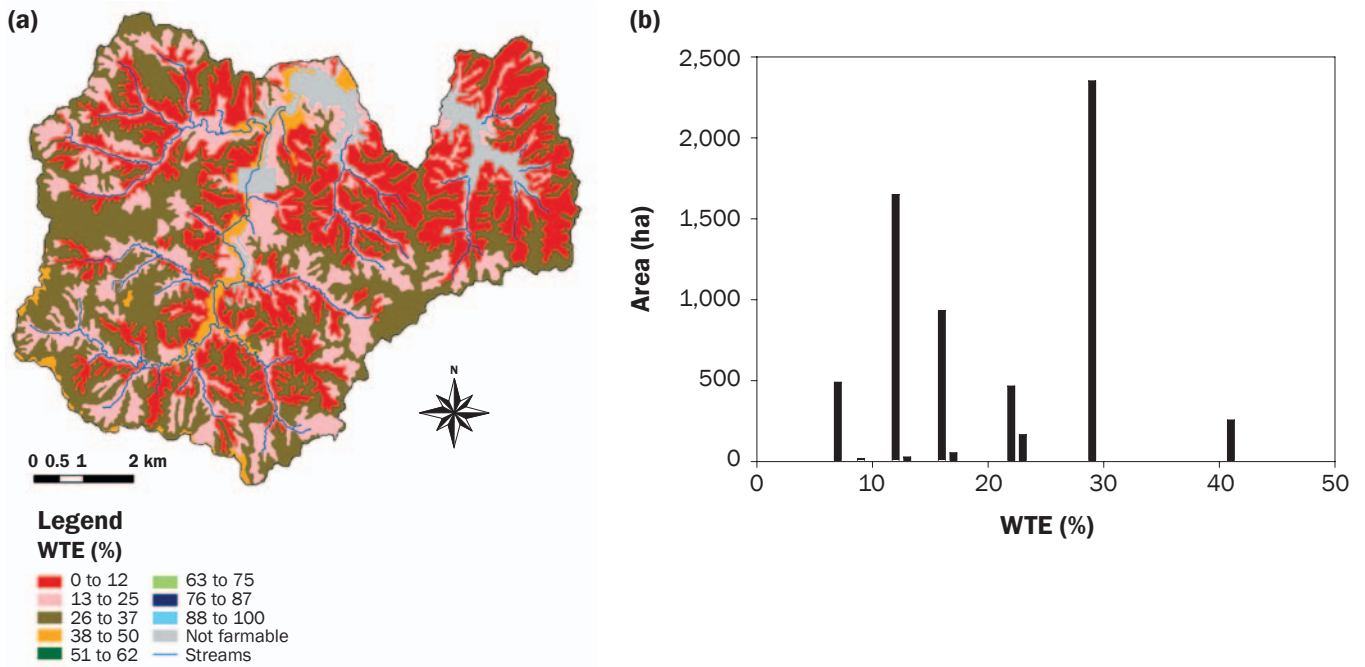 (a)
N
0 0.5 1 2 km
Legend
WTE (%)
0 to 12
13 to 25
26 to 37
38 to 50
51 to 62
63 to 75
76 to 87
88 to 100
Not farmable
Streams
(b)
2,500
2,000
1,500
1,000
500
0
Area (ha)
0 10 20 30 40 50
WTE (%)